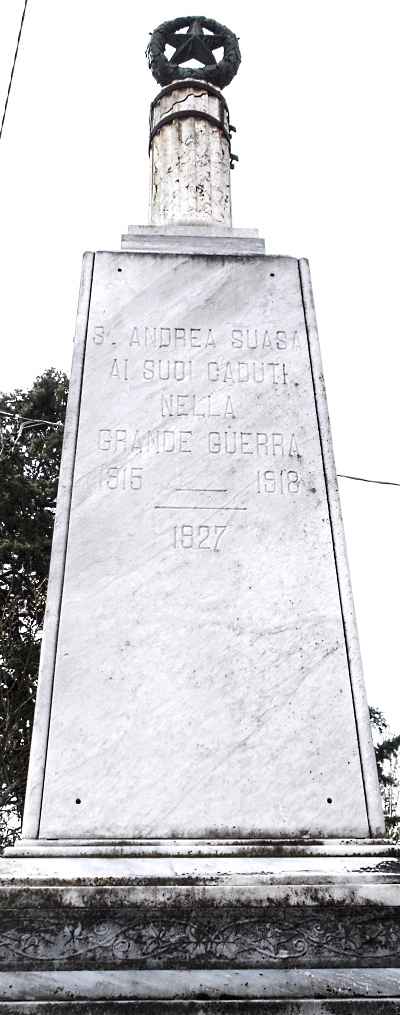 S. ANDREA SUASA
AI SUOI CADUTI
NELLA
GRANDE GUERRA
1915 — 1918
1927